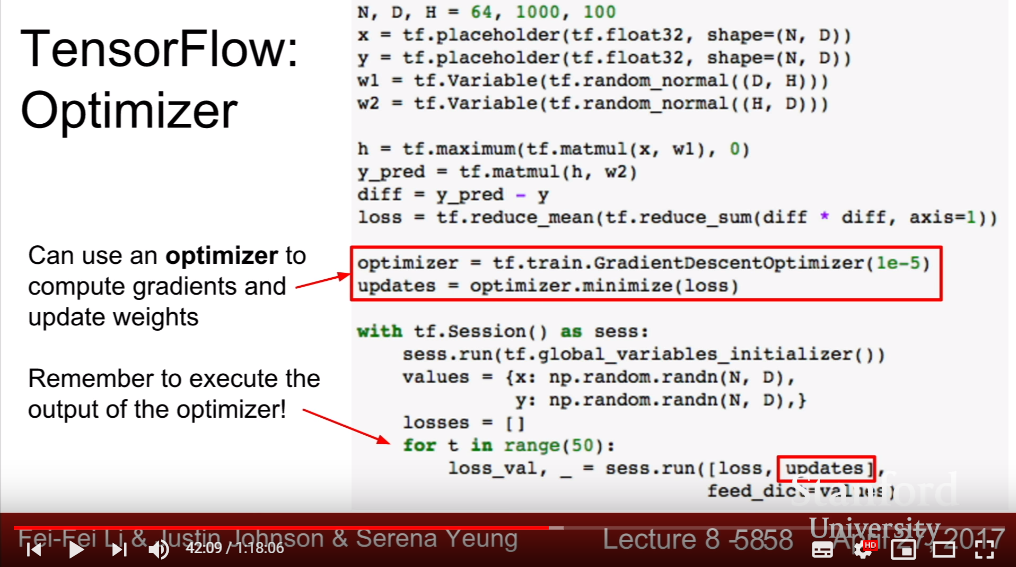 TensorFlow:
Optimizer
N, D, H = 64, 1000, 100
x = tf.placeholder(tf.float32, shape=(N, D))
y = tf.placeholder(tf.float32, shape=(N, D))
w1 = tf.Variable(tf.random_normal((D, H)))
w2 = tf.Variable(tf.random_normal((H, D)))
h = tf.maximum(tf.matmul(x, w1), 0)
y_pred = tf.matmul(h, w2)
diff = y_pred - y
loss = tf.reduce_mean(tf.reduce_sum(diff * diff, axis=1))
Can use an optimizer to
compute gradients and
update weights
optimizer = tf.train.GradientDescentOptimizer(1e-5)
updates = optimizer.minimize(loss)
Remember to execute the
output of the optimizer!
with tf.Session() as sess:
    sess.run(tf.global_variables_initializer())
    values = {x: np.random.randn(N, D),
              y: np.random.randn(N, D),}
    losses = []
    for t in range(50):
        loss_val, _ = sess.run([loss, updates],
                               feed_dict=values)
Stanford
University
Fei-Fei Li & Justin Johnson & Serena Yeung
Lecture 8 -
58
58
April 27, 2017
42:09 / 1:18:06
HD